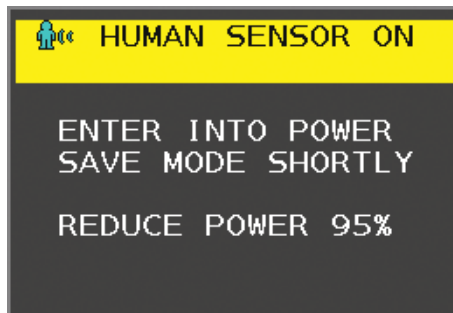 HUMAN SENSOR ON
ENTER INTO POWER
SAVE MODE SHORTLY
REDUCE POWER 95%